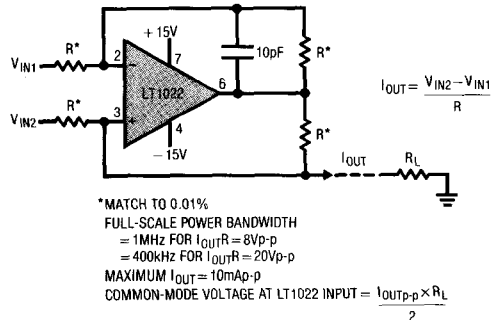 +15V
V_IN1 R* 2 − 7 10pF R*
LT1022 6
I_OUT = (V_IN2 − V_IN1) / R
V_IN2 R* 3 + 4 R*
−15V
I_OUT R_L
*MATCH TO 0.01%
FULL-SCALE POWER BANDWIDTH
= 1MHz FOR I_OUTR = 8Vp-p
= 400kHz FOR I_OUTR = 20Vp-p
MAXIMUM I_OUT = 10mAp-p
COMMON-MODE VOLTAGE AT LT1022 INPUT = (I_OUTp-p × R_L) / 2